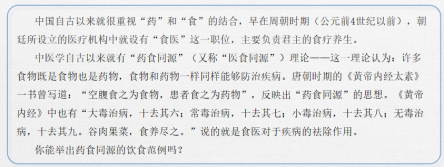 中国自古以来就很重视“药”和“食”的结合，早在周朝时期（公元前4世纪以前），朝
廷所设立的医疗机构中就设有“食医”这一职位，主要负责君主的食疗养生。
中医学自古以来就有“药食同源”（又称“医食同源”）理论——这一理论认为：许多
食物既是食物也是药物，食物和药物一样同样能够防治疾病。唐朝时期的《黄帝内经太素》
一书曾写道：“空腹食之为食物，患者食之为药物”，反映出“药食同源”的思想。《黄帝
内经》中也有“大毒治病，十去其六；常毒治病，十去其七；小毒治病，十去其八；无毒治
病，十去其九。谷肉果菜，食养尽之。”说的就是食医对于疾病的祛除作用。
你能举出药食同源的饮食范例吗？